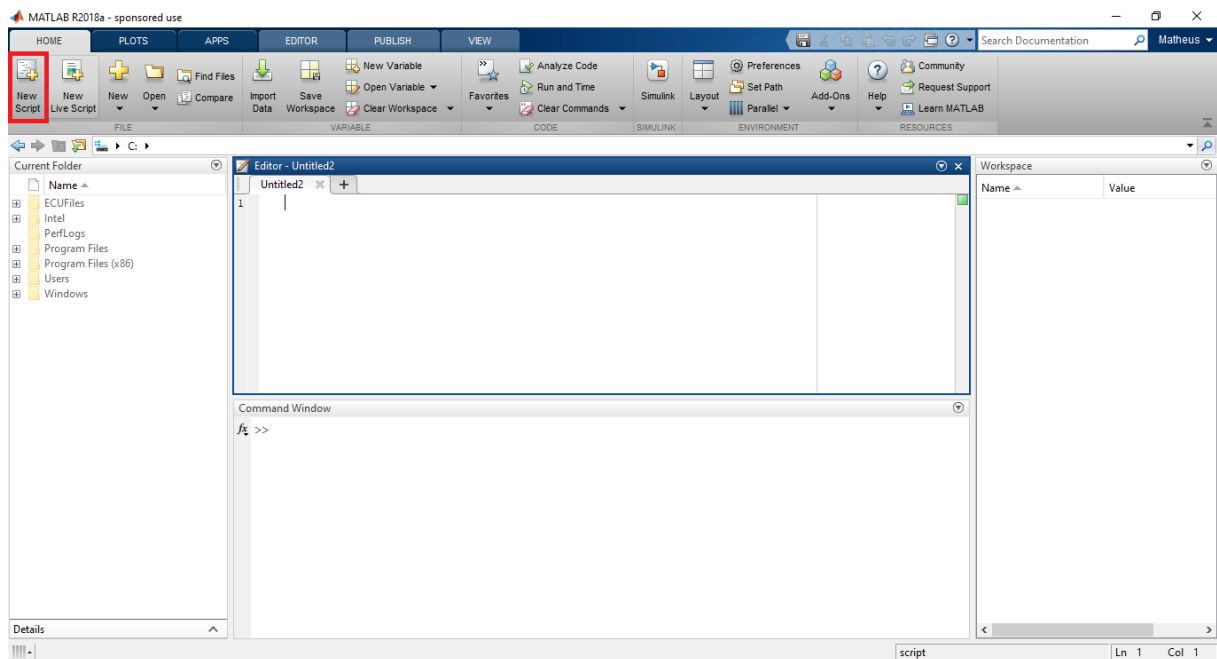 MATLAB R2018a - sponsored use
HOME PLOTS APPS EDITOR PUBLISH VIEW
Search Documentation
Matheus
New Script
New Live Script
New
Open
Find Files
Compare
FILE
Import Data
Save Workspace
New Variable
Open Variable
Clear Workspace
VARIABLE
Favorites
Analyze Code
Run and Time
Clear Commands
CODE
Simulink
SIMULINK
Layout
Preferences
Set Path
Parallel
Add-Ons
ENVIRONMENT
Help
Community
Request Support
Learn MATLAB
RESOURCES
C:
Current Folder
Name
ECUFiles
Intel
PerfLogs
Program Files
Program Files (x86)
Users
Windows
Details
Editor - Untitled2
Untitled2
1
Command Window
fx >>
Workspace
Name Value
script
Ln 1 Col 1